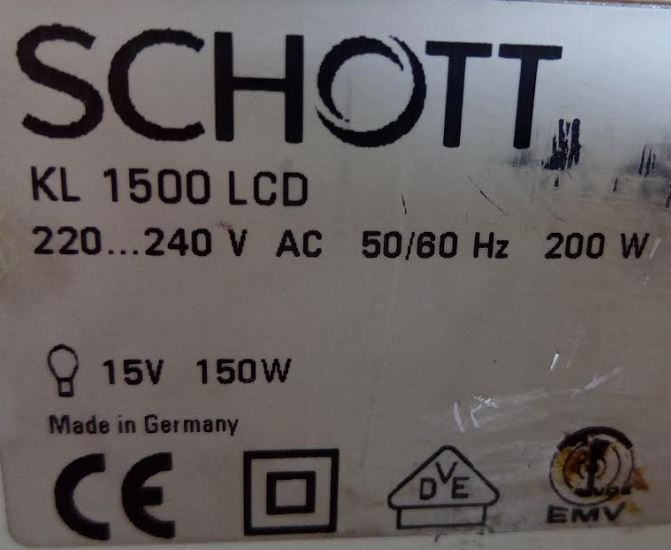 SCHOTT
KL 1500 LCD
220...240 V AC 50/60 Hz 200 W
15V 150W
Made in Germany
CE
DVE
EMV